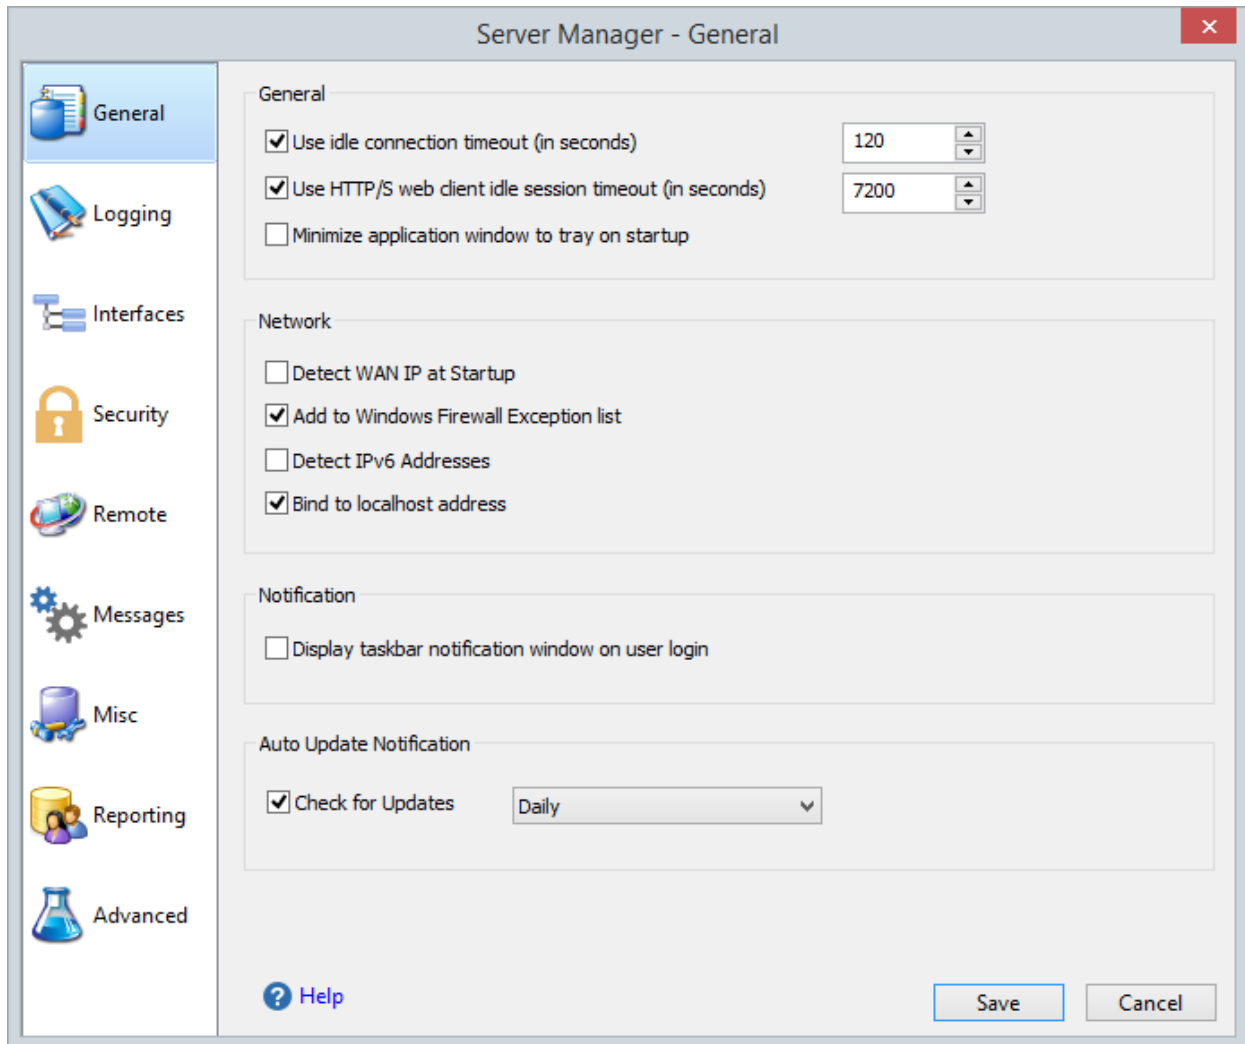 Server Manager - General
General
Logging
Interfaces
Security
Remote
Messages
Misc
Reporting
Advanced
General
Use idle connection timeout (in seconds) 120
Use HTTP/S web client idle session timeout (in seconds) 7200
Minimize application window to tray on startup
Network
Detect WAN IP at Startup
Add to Windows Firewall Exception list
Detect IPv6 Addresses
Bind to localhost address
Notification
Display taskbar notification window on user login
Auto Update Notification
Check for Updates Daily
Help
Save Cancel